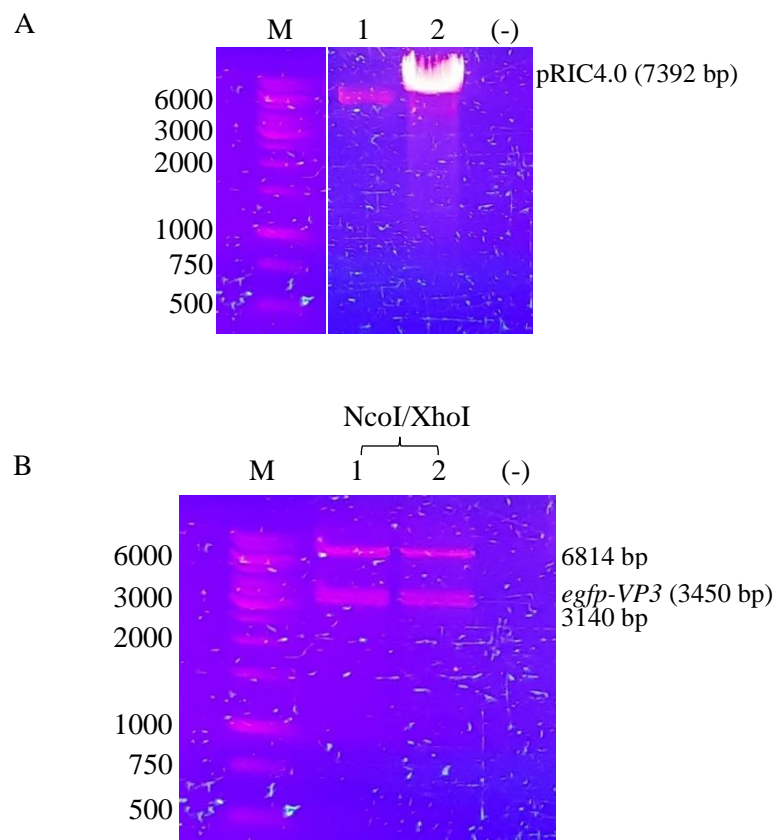 A
M 1 2 (-)
pRIC4.0 (7392 bp)
6000
3000
2000
1000
750
500
NcoI/XhoI
B
M 1 2 (-)
6000
6814 bp
3000
egfp-VP3 (3450 bp)
3140 bp
2000
1000
750
500